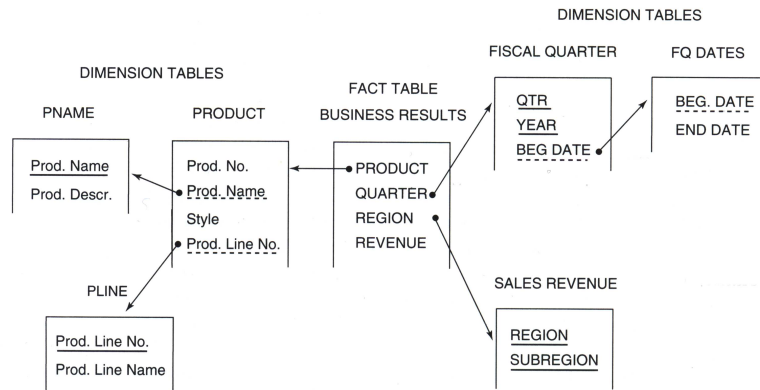 DIMENSION TABLES
FISCAL QUARTER
FQ DATES
QTR
YEAR
BEG DATE
BEG. DATE
END DATE
DIMENSION TABLES
PNAME
PRODUCT
FACT TABLE
BUSINESS RESULTS
Prod. Name
Prod. Descr.
Prod. No.
Prod. Name
Style
Prod. Line No.
PRODUCT
QUARTER
REGION
REVENUE
PLINE
Prod. Line No.
Prod. Line Name
SALES REVENUE
REGION
SUBREGION